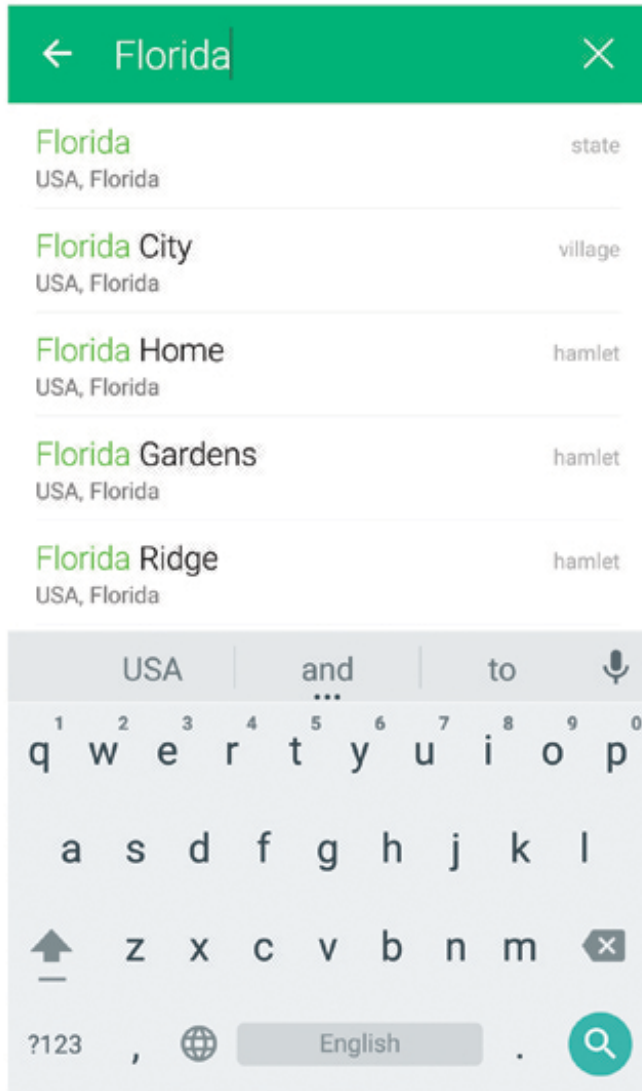 Florida
Florida state
USA, Florida
Florida City village
USA, Florida
Florida Home hamlet
USA, Florida
Florida Gardens hamlet
USA, Florida
Florida Ridge hamlet
USA, Florida
USA and to
1 2 3 4 5 6 7 8 9 0
q w e r t y u i o p
a s d f g h j k l
z x c v b n m
?123 , English .